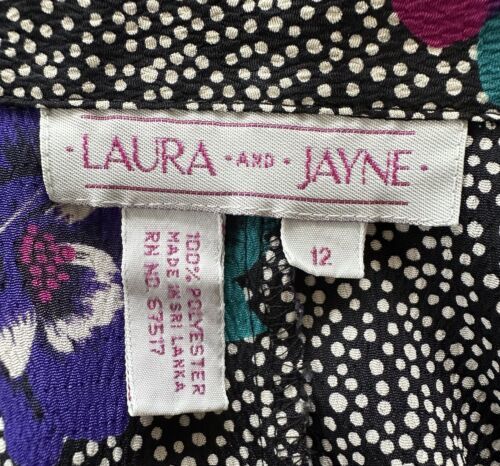 · LAURA · AND · JAYNE ·
100% POLYESTER
MADE IN SRI LANKA
RN NO 67517
12